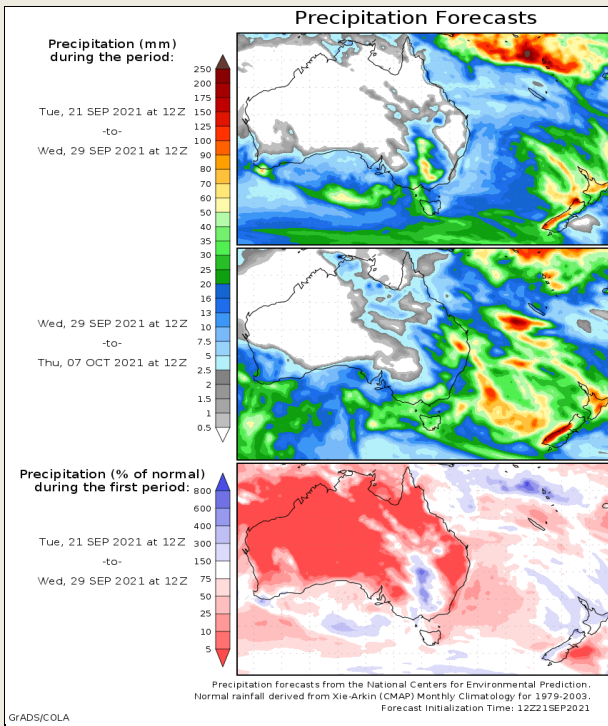 Precipitation Forecasts
Precipitation (mm)
during the period:
Tue, 21 SEP 2021 at 12Z
-to-
Wed, 29 SEP 2021 at 12Z
250
200
175
150
125
100
90
80
70
60
50
40
35
30
25
20
16
13
10
7.5
5
2.5
2
1.5
1
0.5
Wed, 29 SEP 2021 at 12Z
-to-
Thu, 07 OCT 2021 at 12Z
Precipitation (% of normal)
during the first period:
Tue, 21 SEP 2021 at 12Z
-to-
Wed, 29 SEP 2021 at 12Z
800
600
400
300
150
75
50
25
10
5
Precipitation forecasts from the National Centers for Environmental Prediction.
Normal rainfall derived from Xie-Arkin (CMAP) Monthly Climatology for 1979-2003.
Forecast Initialization Time: 12Z21SEP2021
GrADS/COLA